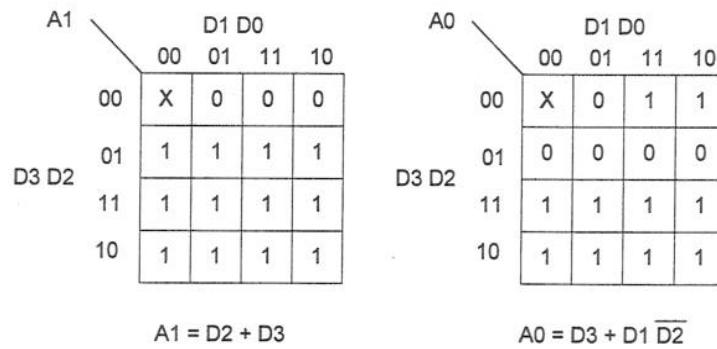 A1 D1 D0
00 01 11 10
00 X 0 0 0
01 1 1 1 1
D3 D2
11 1 1 1 1
10 1 1 1 1
A1 = D2 + D3
A0 D1 D0
00 01 11 10
00 X 0 1 1
01 0 0 0 0
D3 D2
11 1 1 1 1
10 1 1 1 1
A0 = D3 + D1 D̅2̅